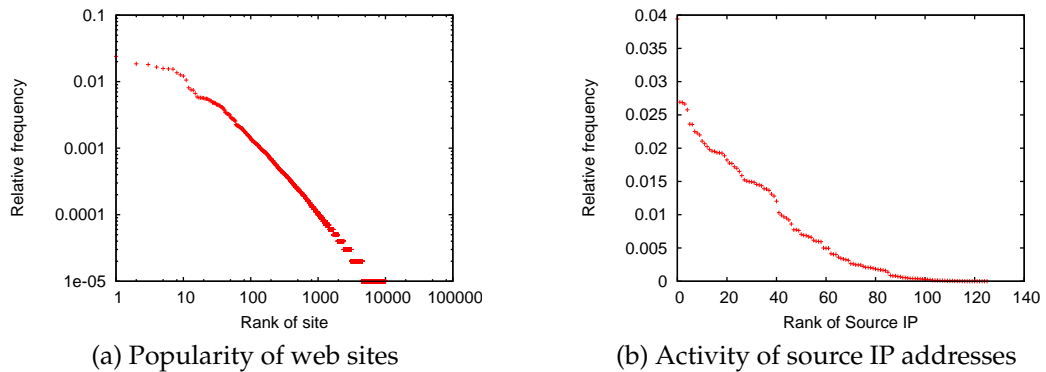 0.1
0.01
0.001
0.0001
1e-05
Relative frequency
1 10 100 1000 10000 100000
Rank of site
(a) Popularity of web sites
0.04
0.035
0.03
0.025
0.02
0.015
0.01
0.005
0
Relative frequency
0 20 40 60 80 100 120 140
Rank of Source IP
(b) Activity of source IP addresses